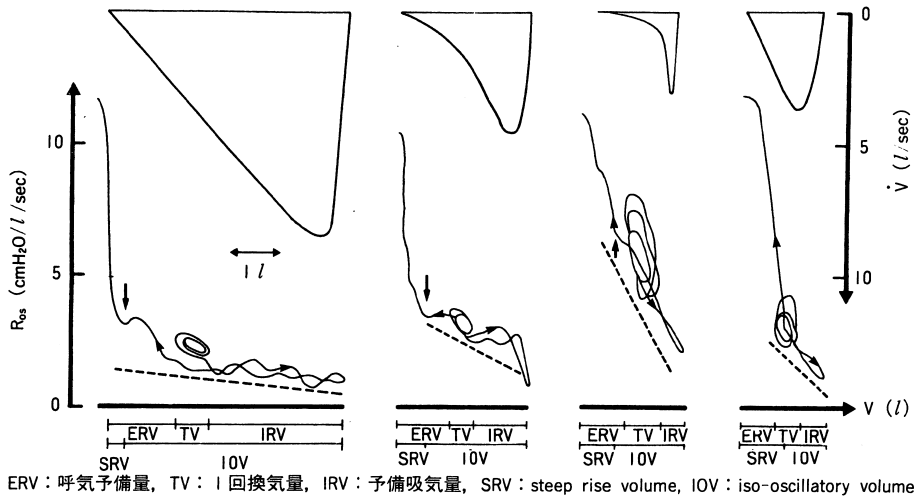 0
10
5
5
10
0
Ros (cmH2O/l/sec)
V̇ (l/sec)
1 l
V (l)
ERV TV IRV
SRV IOV
ERV TV IRV
SRV IOV
ERV TV IRV
SRV IOV
ERV TV IRV
SRV IOV
ERV：呼気予備量，TV：1回換気量，IRV：予備吸気量，SRV：steep rise volume，IOV：iso-oscillatory volume